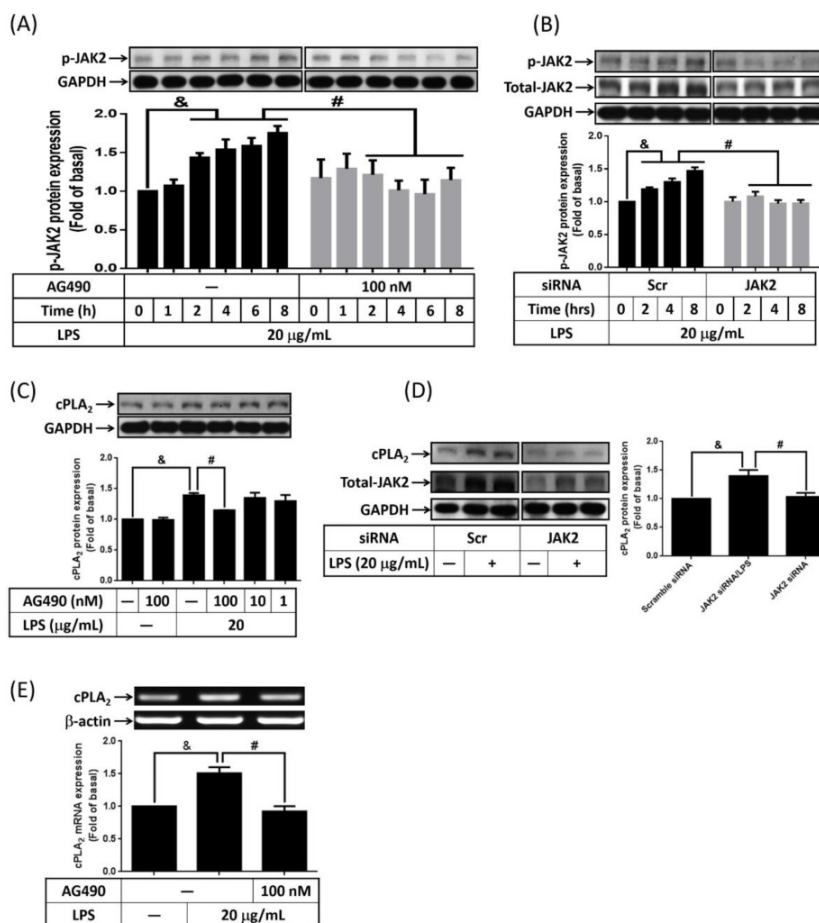 (A)
p-JAK2
GAPDH
& #
p-JAK2 protein expression
(Fold of basal)
2.0
1.5
1.0
0.5
0.0
AG490 — 100 nM
Time (h) 0 1 2 4 6 8 0 1 2 4 6 8
LPS 20 μg/mL
(B)
p-JAK2
Total-JAK2
GAPDH
& #
p-JAK2 protein expression
(Fold of basal)
2.0
1.5
1.0
0.5
0.0
siRNA Scr JAK2
Time (hrs) 0 2 4 8 0 2 4 8
LPS 20 μg/mL
(C)
cPLA₂
GAPDH
& #
cPLA₂ protein expression
(Fold of basal)
2.0
1.5
1.0
0.5
0.0
AG490 (nM) — 100 — 100 10 1
LPS (μg/mL) — 20
(D)
cPLA₂
Total-JAK2
GAPDH
siRNA Scr JAK2
LPS (20 μg/mL) — + — +
& #
cPLA₂ protein expression
(Fold of basal)
2.0
1.5
1.0
0.5
0.0
Scramble siRNA
JAK2 siRNA/LPS
JAK2 siRNA
(E)
cPLA₂
β-actin
& #
cPLA₂ mRNA expression
(Fold of basal)
2.0
1.5
1.0
0.5
0.0
AG490 — 100 nM
LPS — 20 μg/mL